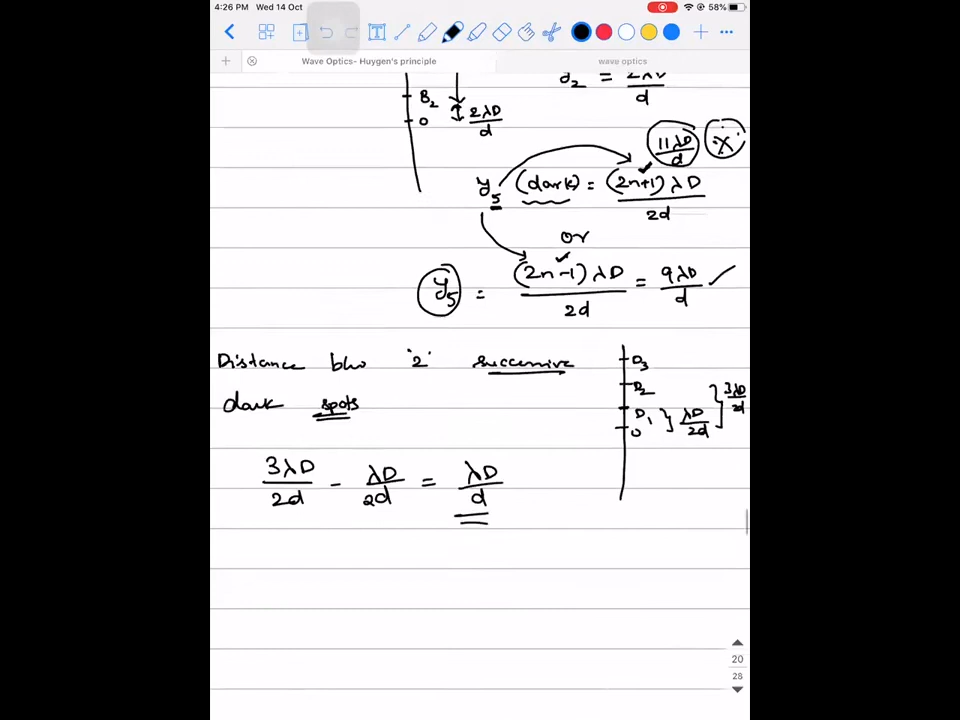 4:26 PM Wed 14 Oct 58%
Wave Optics- Huygen's principle
wave optics
B₂
O
2λD/d
y₂ = 2λD/d
11λD/d X
y₅ (dark) = (2n+1)λD/2d
or
y₅ = (2n-1)λD/2d = 9λD/d ✓
Distance b/w '2' successive
dark spots
D₃
D₂
D₁
O
λD/2d
3λD/2d
3λD/2d - λD/2d = λD/d
20
28